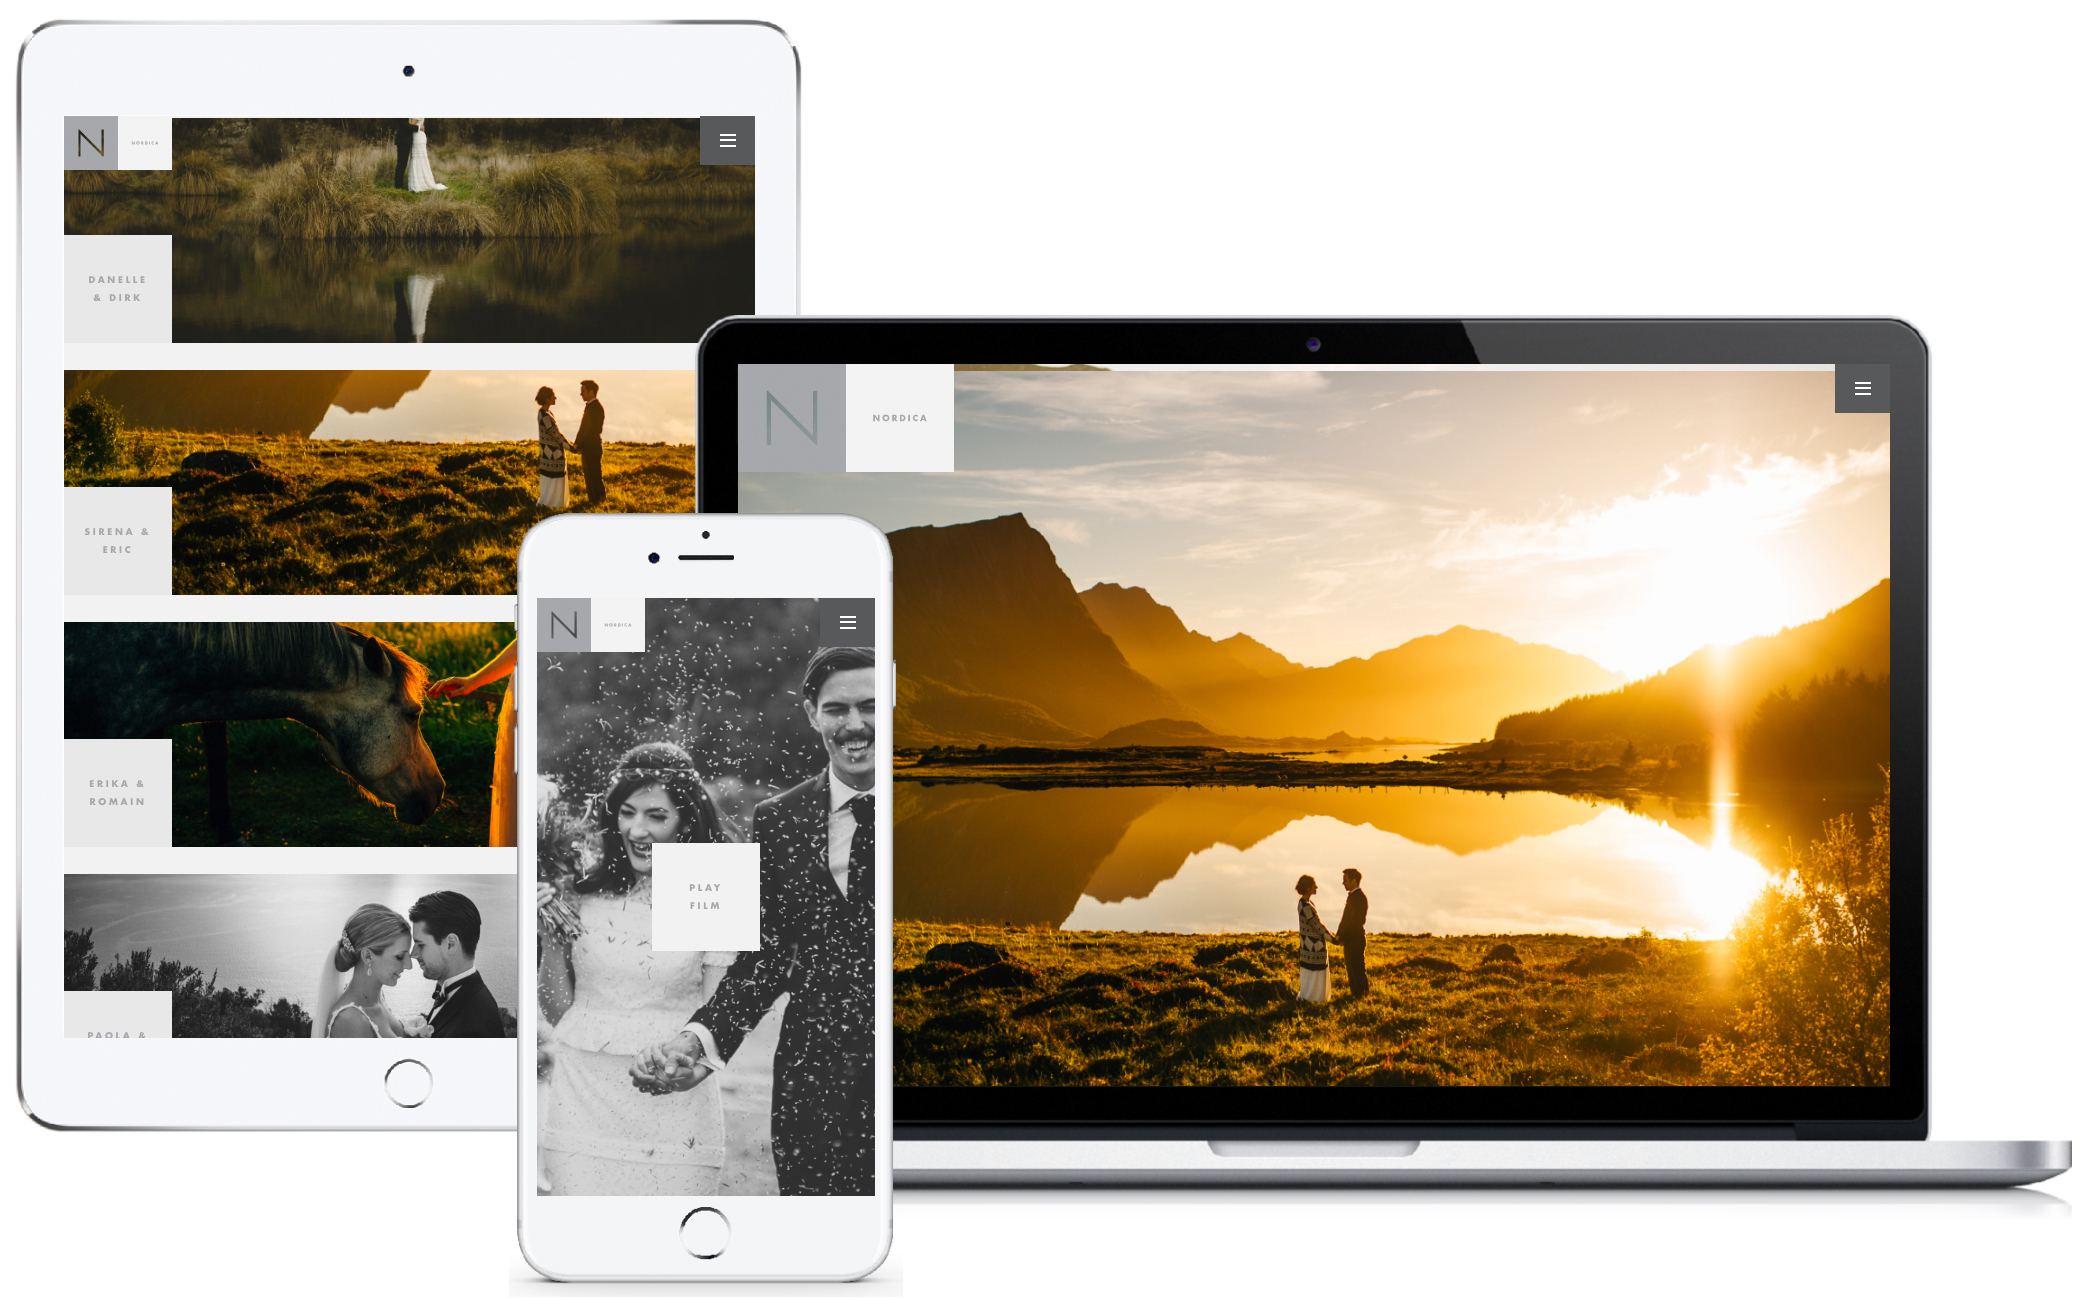 N
NORDICA
DANELLE
& DIRK
SIRENA &
ERIC
ERIKA &
ROMAIN
PAOLA &
N
NORDICA
PLAY
FILM
N
NORDICA